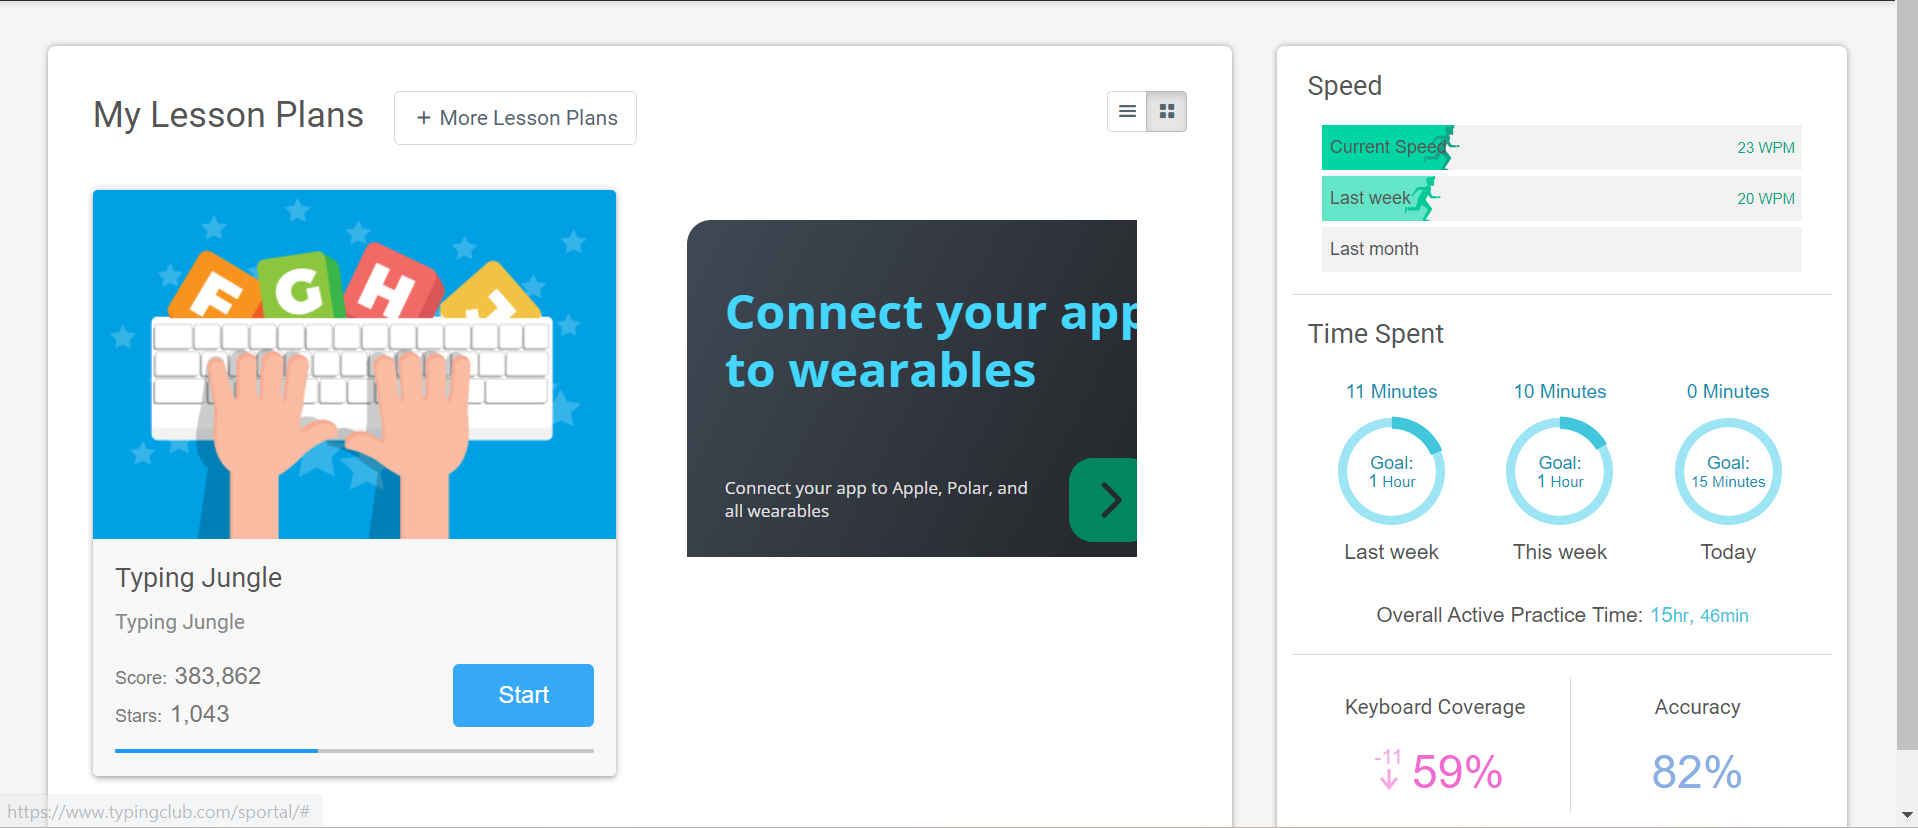 My Lesson Plans
+ More Lesson Plans
F G H J
Typing Jungle
Typing Jungle
Score: 383,862
Stars: 1,043
Start
Connect your app
to wearables
Connect your app to Apple, Polar, and
all wearables
Speed
Current Speed 23 WPM
Last week 20 WPM
Last month
Time Spent
11 Minutes 10 Minutes 0 Minutes
Goal: Goal: Goal:
1 Hour 1 Hour 15 Minutes
Last week This week Today
Overall Active Practice Time: 15hr, 46min
Keyboard Coverage Accuracy
-11 59% 82%
https://www.typingclub.com/sportal/#